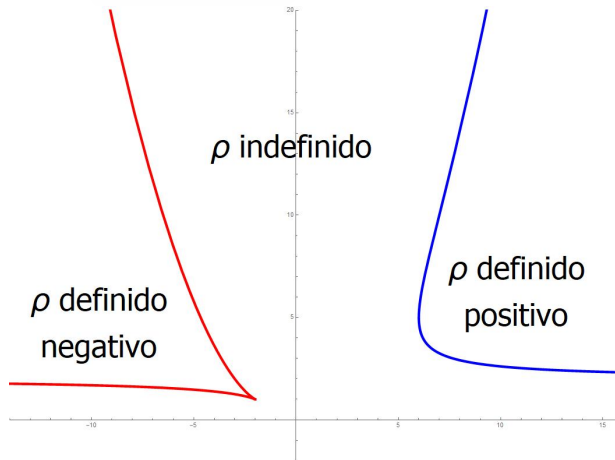 20
15
ρ indefinido
10
ρ definido
positivo
ρ definido
negativo
5
−10
−5
5
10
15